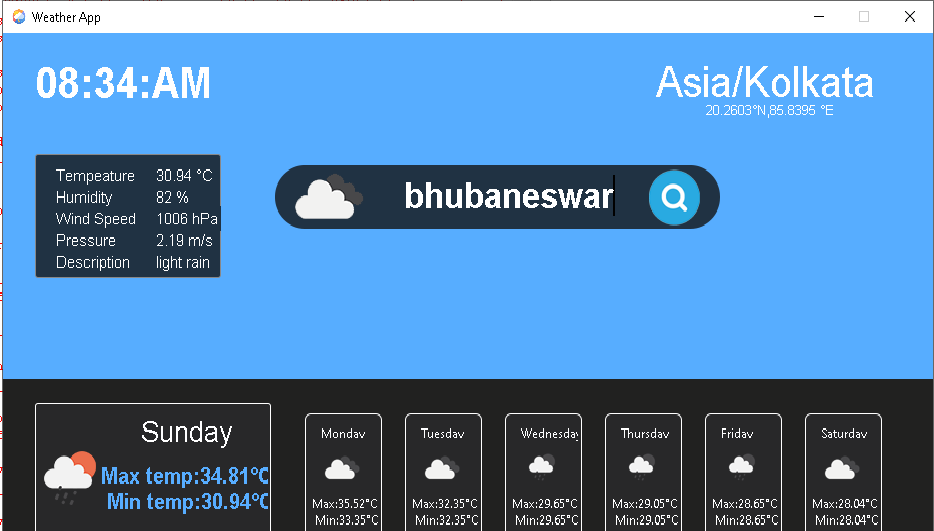 Weather App
08:34:AM
Asia/Kolkata
20.2603°N,85.8395 °E
Tempeature 30.94 °C
Humidity 82 %
Wind Speed 1006 hPa
Pressure 2.19 m/s
Description light rain
bhubaneswar
Sunday
Max temp:34.81°C
Min temp:30.94°C
Monday
Max:35.52°C
Min:33.35°C
Tuesday
Max:32.35°C
Min:32.35°C
Wednesday
Max:29.65°C
Min:29.65°C
Thursday
Max:29.05°C
Min:29.05°C
Friday
Max:28.65°C
Min:28.65°C
Saturday
Max:28.04°C
Min:28.04°C